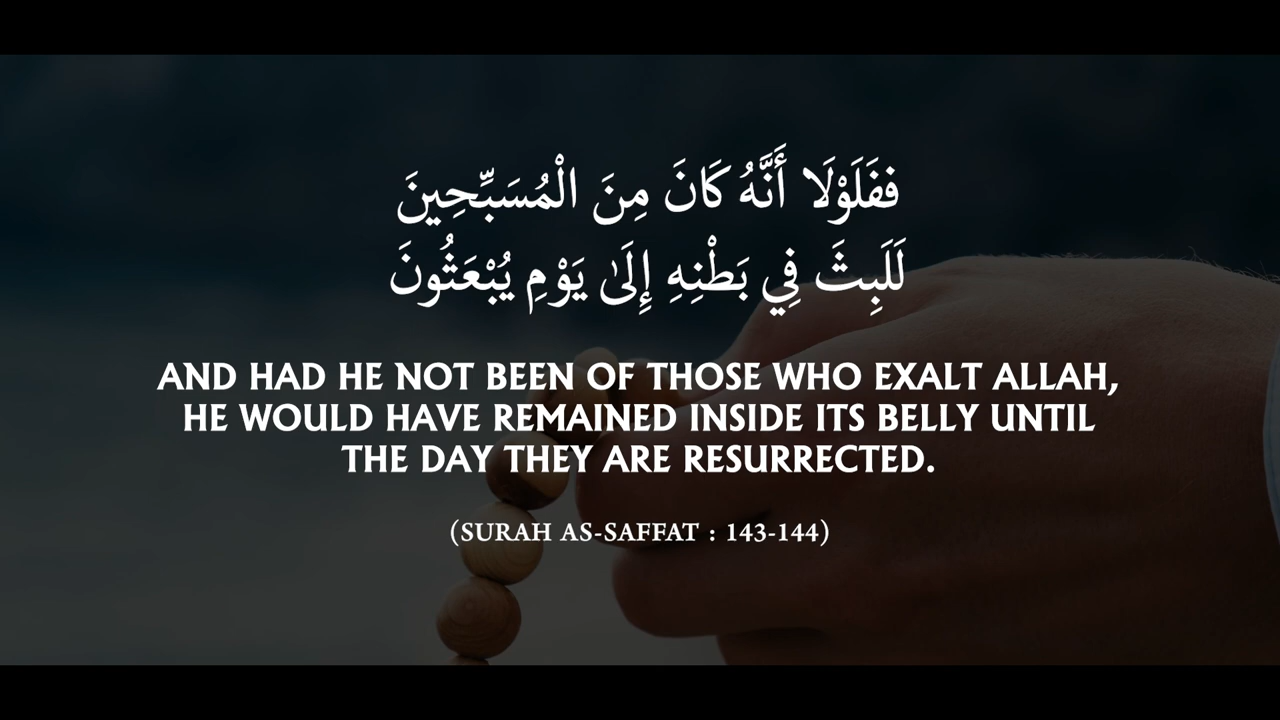 ففَلَوْلَا أَنَّهُ كَانَ مِنَ الْمُسَبِّحِينَ
لَلَبِثَ فِي بَطْنِهِ إِلَىٰ يَوْمِ يُبْعَثُونَ
AND HAD HE NOT BEEN OF THOSE WHO EXALT ALLAH,
HE WOULD HAVE REMAINED INSIDE ITS BELLY UNTIL
THE DAY THEY ARE RESURRECTED.
(SURAH AS-SAFFAT : 143-144)